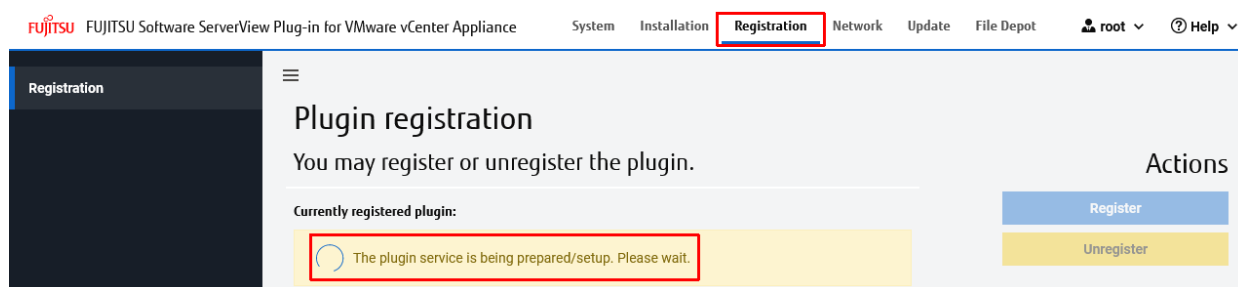 FUJITSU FUJITSU Software ServerView Plug-in for VMware vCenter Appliance System Installation Registration Network Update File Depot root Help
Registration
Plugin registration
You may register or unregister the plugin.
Actions
Currently registered plugin:
Register
The plugin service is being prepared/setup. Please wait.
Unregister